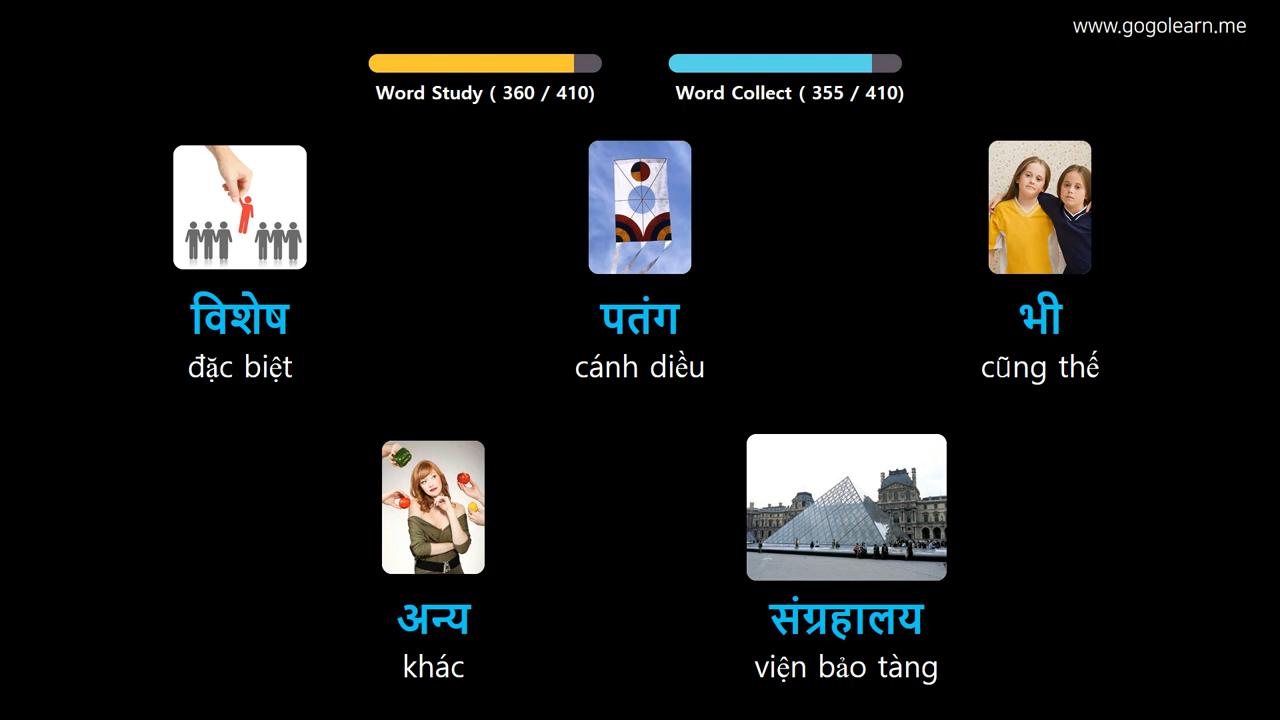 www.gogolearn.me
Word Study ( 360 / 410)
Word Collect ( 355 / 410)
विशेष
đặc biệt
पतंग
cánh diều
भी
cũng thế
अन्य
khác
संग्रहालय
viện bảo tàng